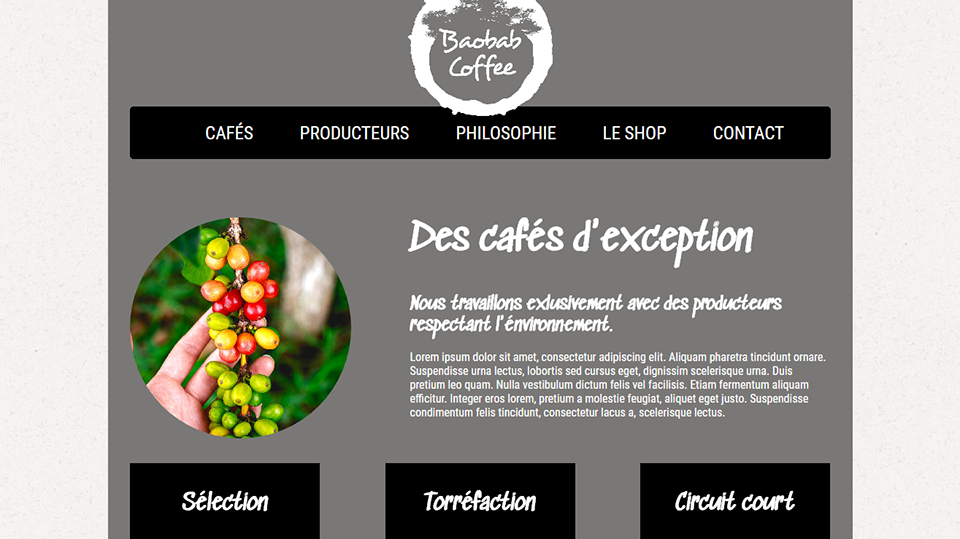 Baobab
Coffee
CAFÉS PRODUCTEURS PHILOSOPHIE LE SHOP CONTACT
Des cafés d'exception
Nous travaillons exlusivement avec des producteurs
respectant l'énvironnement.
Lorem ipsum dolor sit amet, consectetur adipiscing elit. Aliquam pharetra tincidunt ornare.
Suspendisse urna lectus, lobortis sed cursus eget, dignissim scelerisque urna. Duis
pretium leo quam. Nulla vestibulum dictum felis vel facilisis. Etiam fermentum aliquam
efficitur. Integer eros lorem, pretium a molestie feugiat, aliquet eget justo. Suspendisse
condimentum felis tincidunt, consectetur lacus a, scelerisque lectus.
Sélection Torréfaction Circuit court